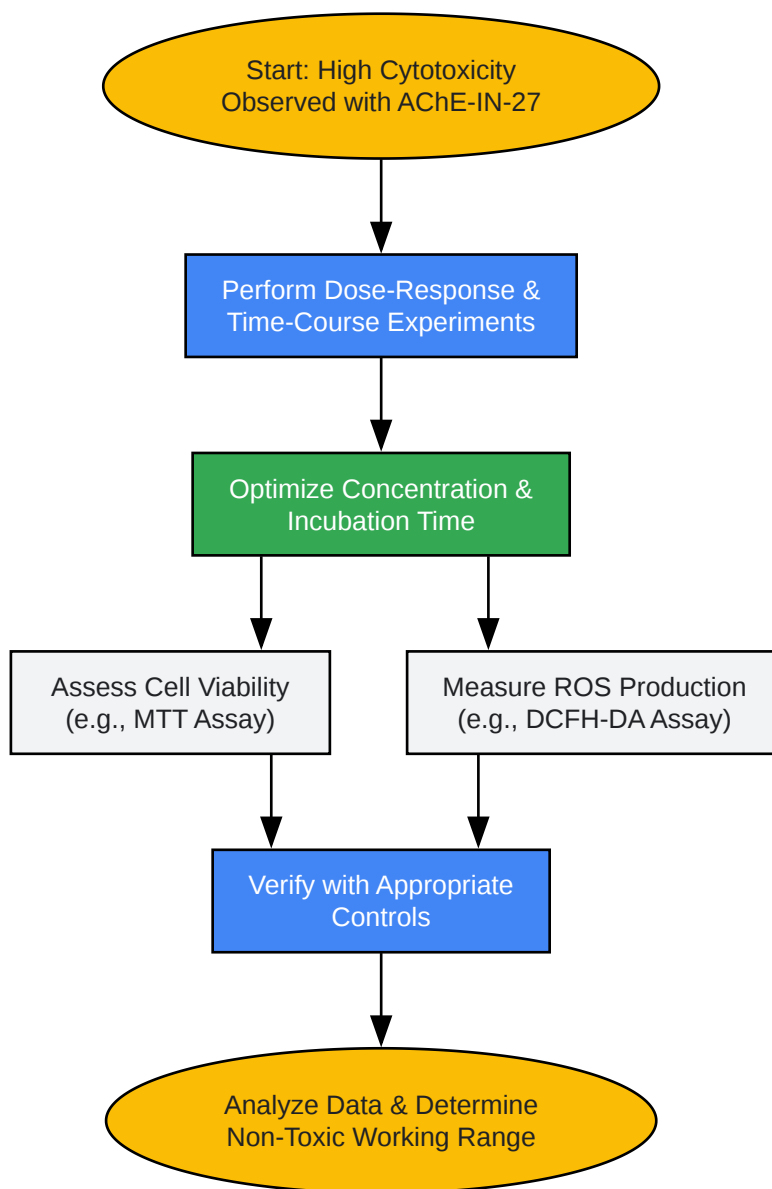 Start: High Cytotoxicity
Observed with AChE-IN-27
Perform Dose-Response &
Time-Course Experiments
Optimize Concentration &
Incubation Time
Assess Cell Viability
(e.g., MTT Assay)
Measure ROS Production
(e.g., DCFH-DA Assay)
Verify with Appropriate
Controls
Analyze Data & Determine
Non-Toxic Working Range